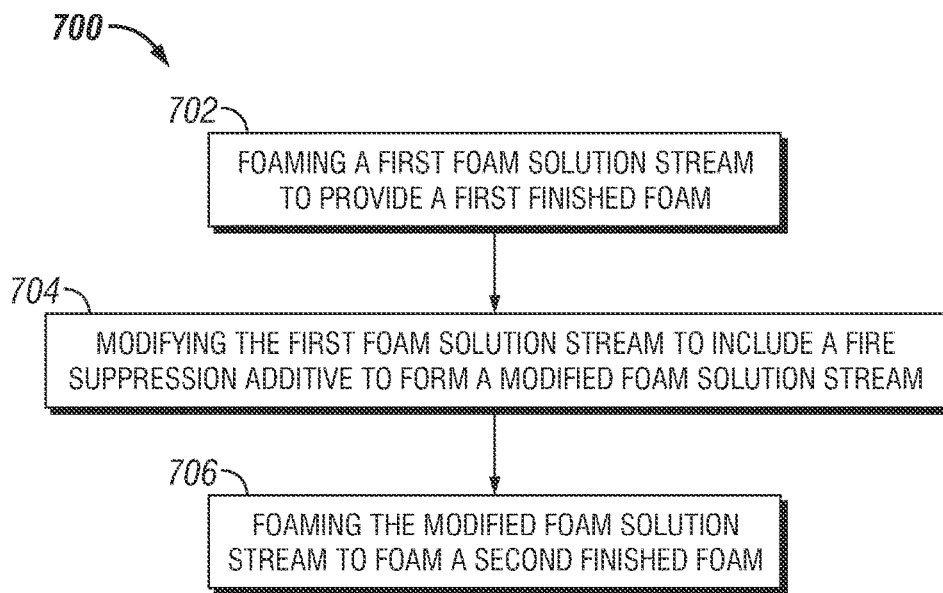 700
702
FOAMING A FIRST FOAM SOLUTION STREAM
TO PROVIDE A FIRST FINISHED FOAM
704
MODIFYING THE FIRST FOAM SOLUTION STREAM TO INCLUDE A FIRE
SUPPRESSION ADDITIVE TO FORM A MODIFIED FOAM SOLUTION STREAM
706
FOAMING THE MODIFIED FOAM SOLUTION
STREAM TO FOAM A SECOND FINISHED FOAM